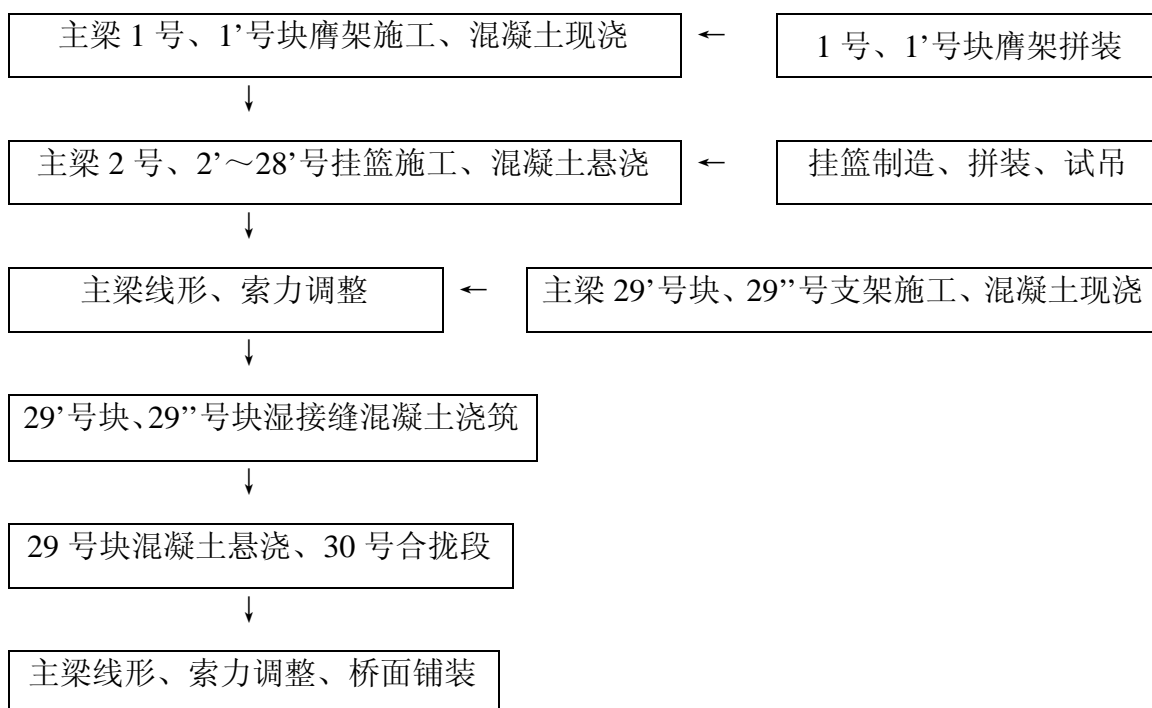 主梁 1 号、1’号块膺架施工、混凝土现浇 ← 1 号、1’号块膺架拼装
↓
主梁 2 号、2’～28’号挂篮施工、混凝土悬浇 ← 挂篮制造、拼装、试吊
↓
主梁线形、索力调整 ← 主梁 29’号块、29’’号支架施工、混凝土现浇
↓
29’号块、29’’号块湿接缝混凝土浇筑
↓
29 号块混凝土悬浇、30 号合拢段
↓
主梁线形、索力调整、桥面铺装